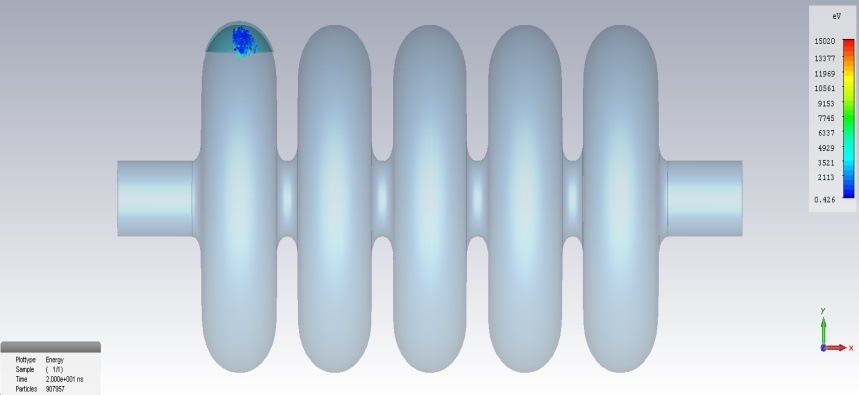 eV
15020
13377
11969
10561
9153
7745
6337
4929
3521
2113
0.426
y
x
Plottype Energy
Sample ( 1/1)
Time 2.000e+001 ns
Particles 907957